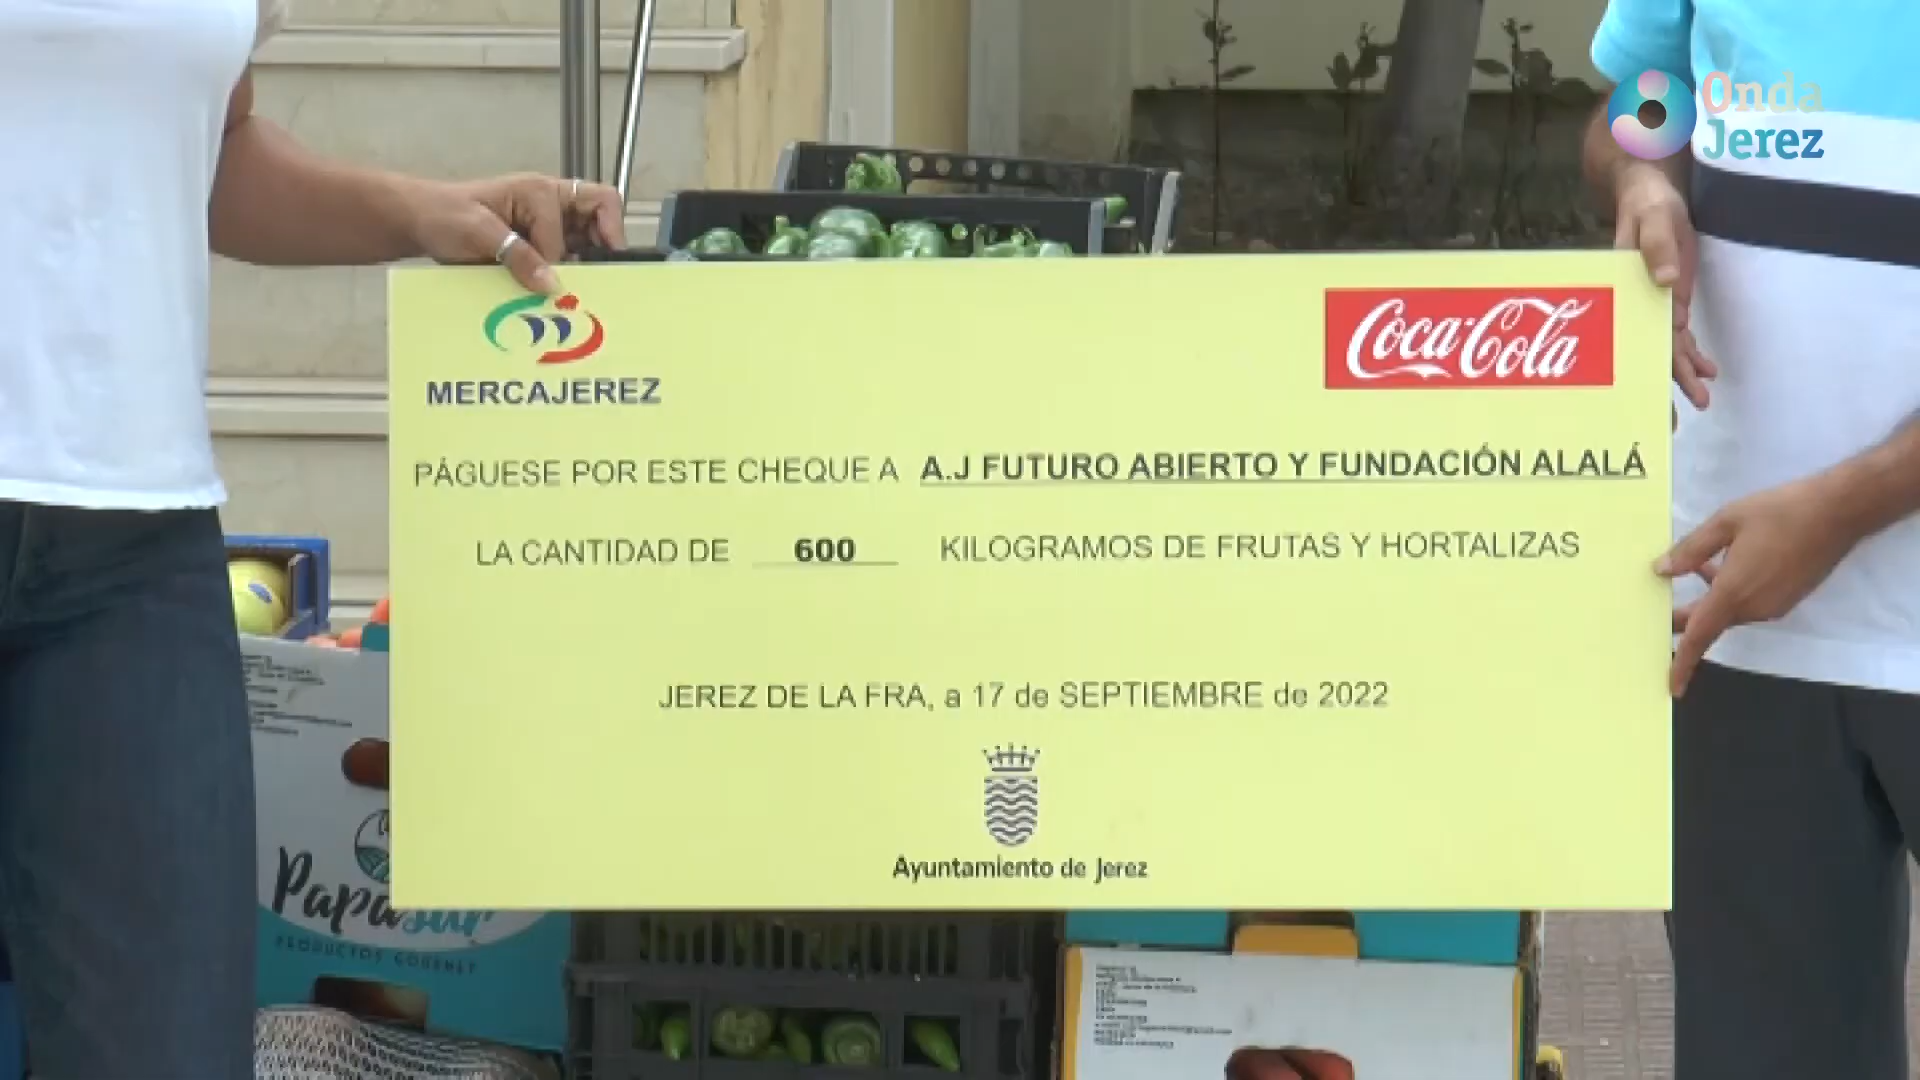 Onda
Jerez
MERCAJEREZ
Coca-Cola
PÁGUESE POR ESTE CHEQUE A A.J FUTURO ABIERTO Y FUNDACIÓN ALALÁ
LA CANTIDAD DE 600 KILOGRAMOS DE FRUTAS Y HORTALIZAS
JEREZ DE LA FRA, a 17 de SEPTIEMBRE de 2022
Ayuntamiento de Jerez
Papasur
PRODUCTOS GOURMET